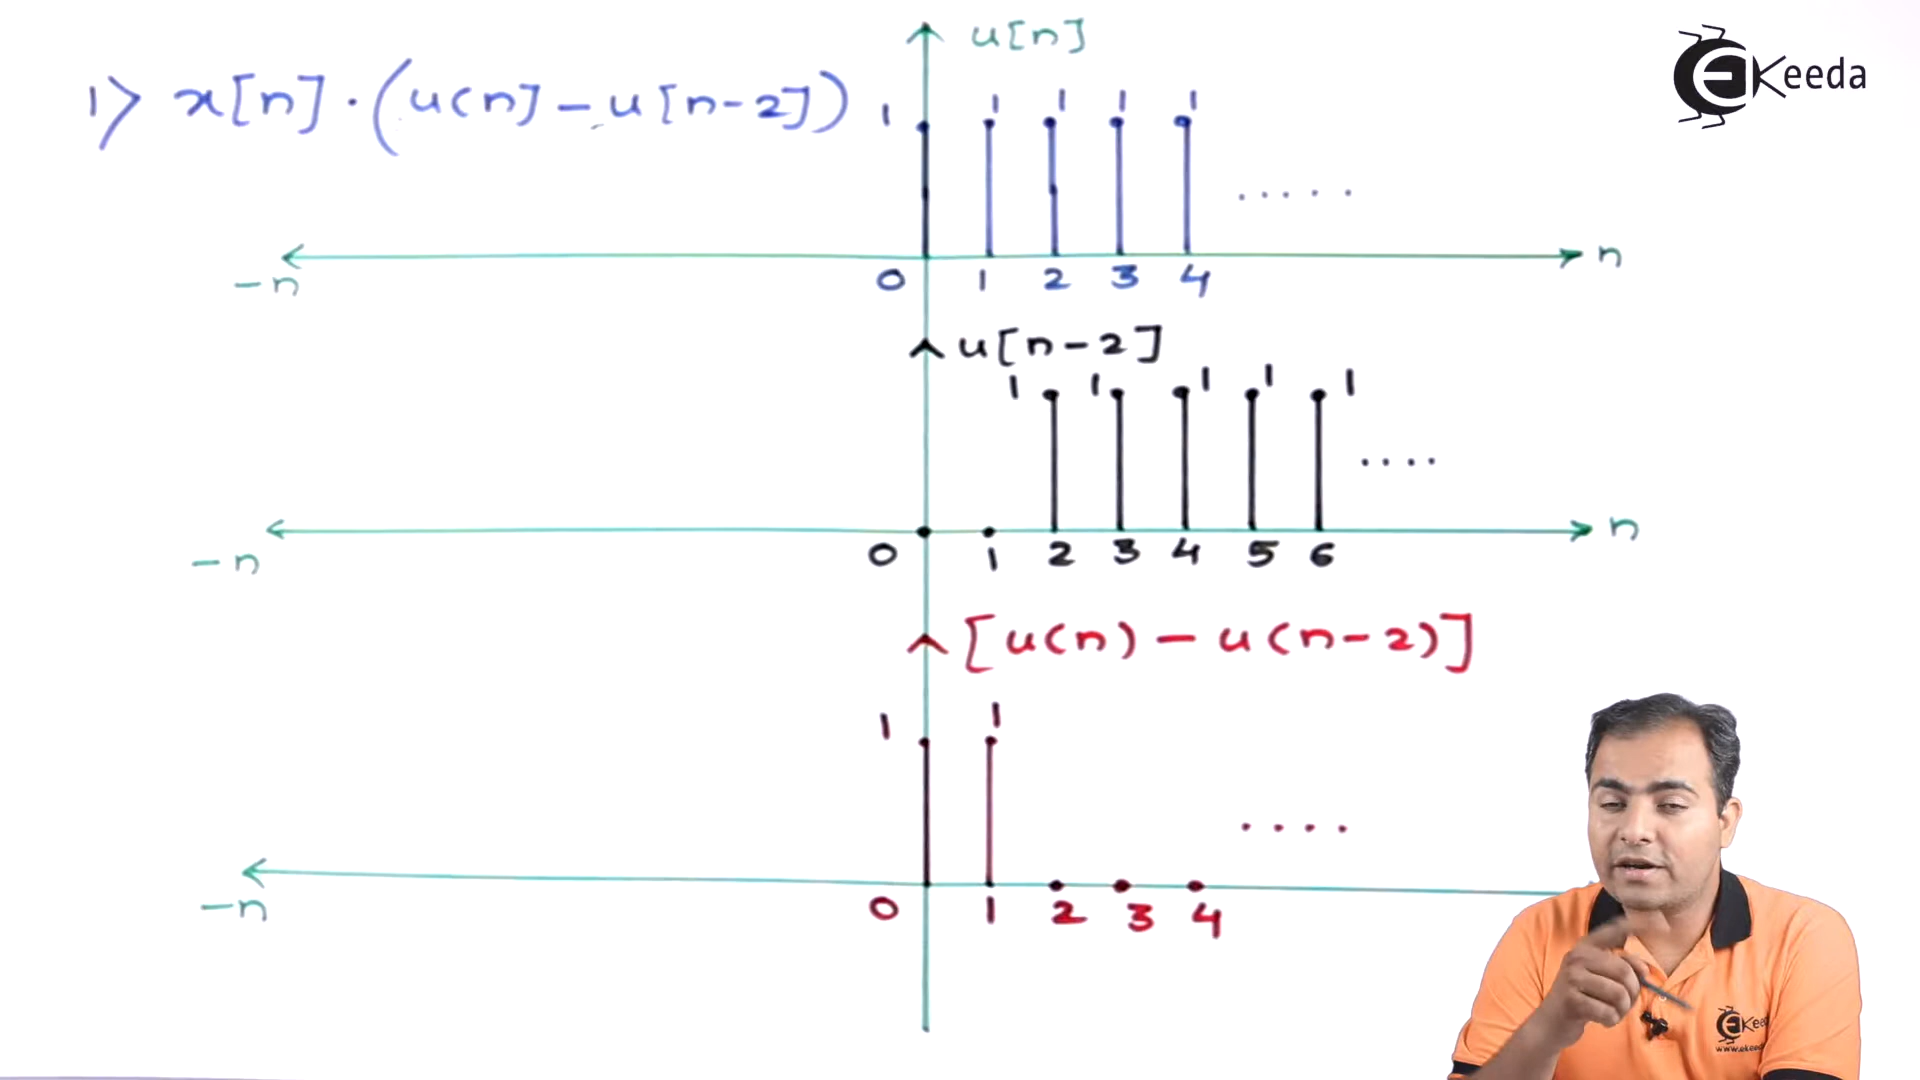 1> x[n]·(u(n]-u[n-2])
u[n]
EKeeda
1 1 1 1 1
.....
-n 0 1 2 3 4 n
u[n-2]
1 1 1 1 1
....
-n 0 1 2 3 4 5 6 n
[u(n)-u(n-2)]
1 1
....
-n 0 1 2 3 4